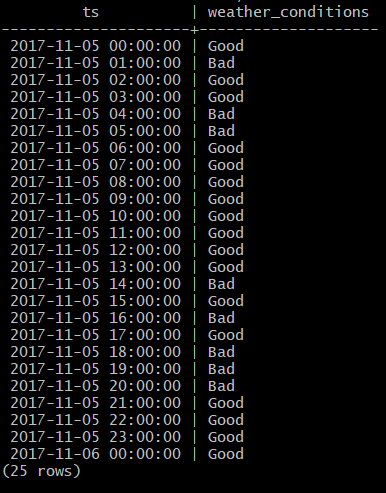 ts | weather_conditions
---------------------+--------------------
2017-11-05 00:00:00 | Good
2017-11-05 01:00:00 | Bad
2017-11-05 02:00:00 | Good
2017-11-05 03:00:00 | Good
2017-11-05 04:00:00 | Bad
2017-11-05 05:00:00 | Bad
2017-11-05 06:00:00 | Good
2017-11-05 07:00:00 | Good
2017-11-05 08:00:00 | Good
2017-11-05 09:00:00 | Good
2017-11-05 10:00:00 | Good
2017-11-05 11:00:00 | Good
2017-11-05 12:00:00 | Good
2017-11-05 13:00:00 | Good
2017-11-05 14:00:00 | Bad
2017-11-05 15:00:00 | Good
2017-11-05 16:00:00 | Bad
2017-11-05 17:00:00 | Good
2017-11-05 18:00:00 | Bad
2017-11-05 19:00:00 | Bad
2017-11-05 20:00:00 | Bad
2017-11-05 21:00:00 | Good
2017-11-05 22:00:00 | Good
2017-11-05 23:00:00 | Good
2017-11-06 00:00:00 | Good
(25 rows)